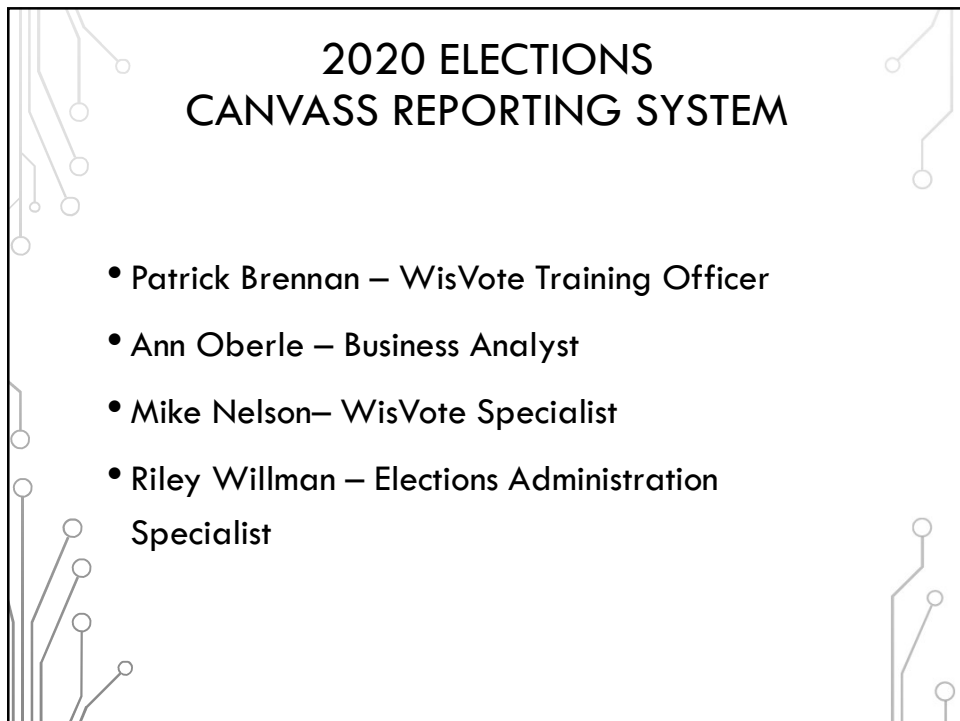 2020 ELECTIONS
CANVASS REPORTING SYSTEM
• Patrick Brennan – WisVote Training Officer
• Ann Oberle – Business Analyst
• Mike Nelson– WisVote Specialist
• Riley Willman – Elections Administration
Specialist